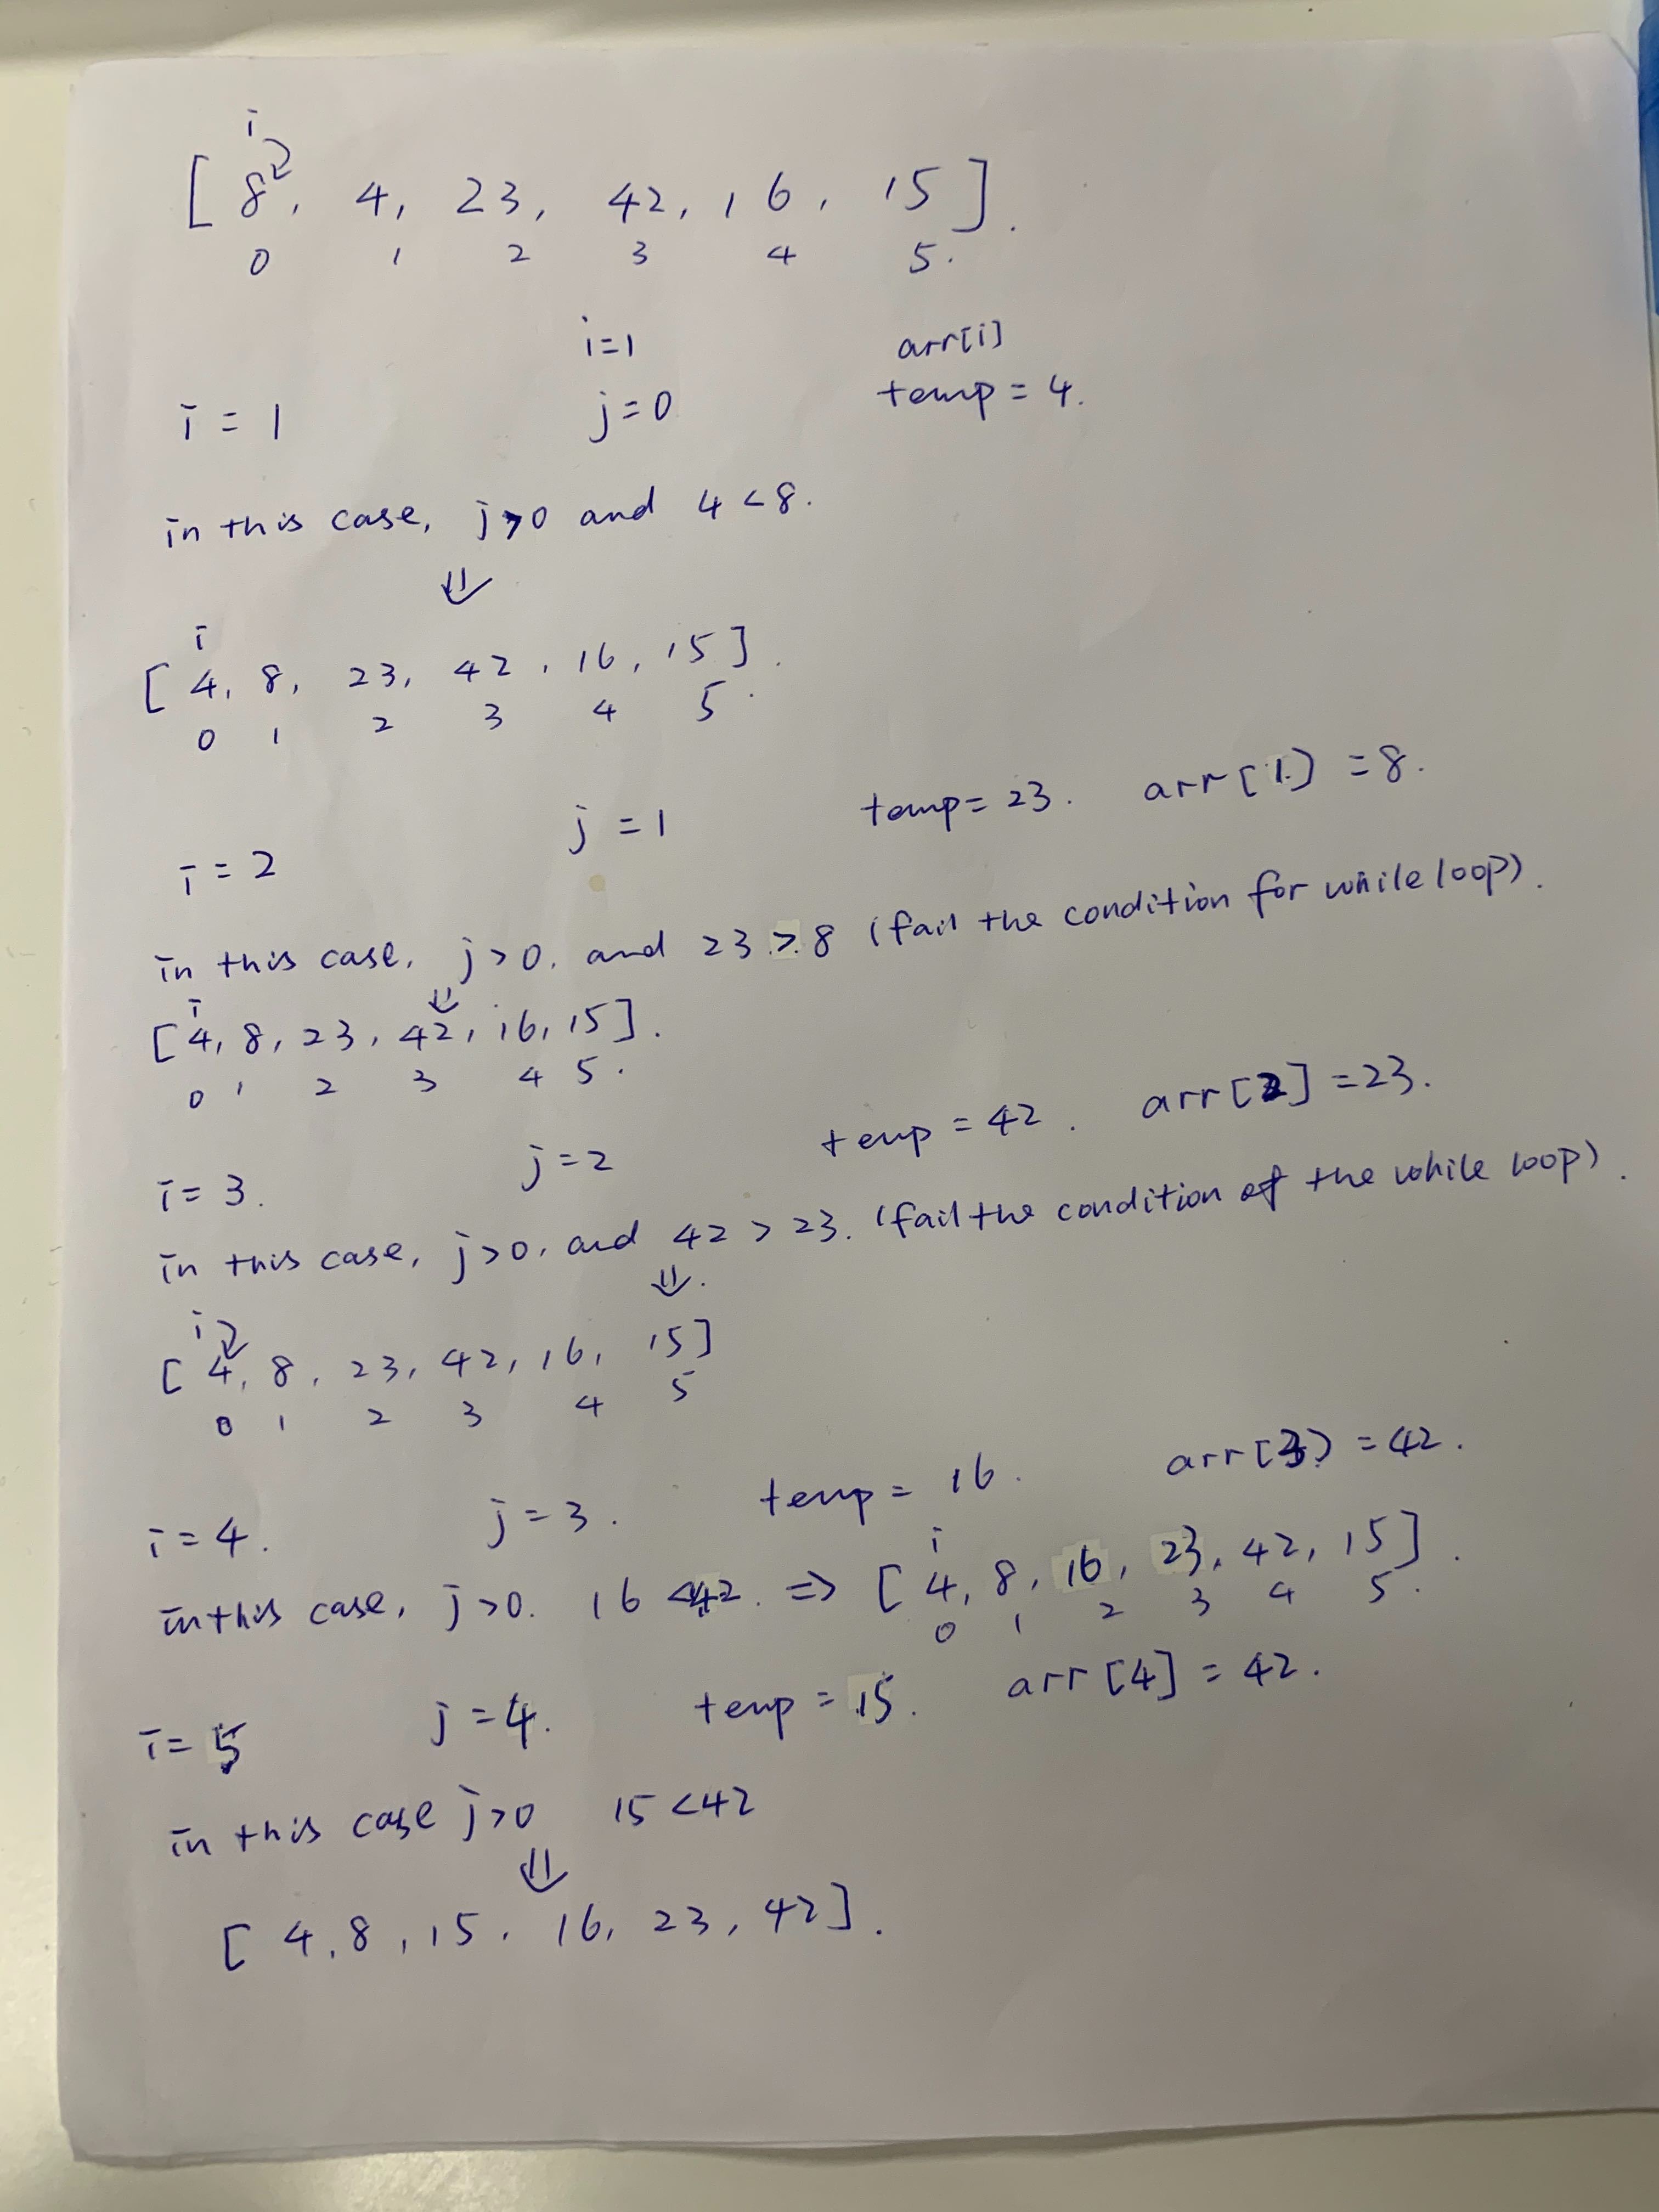 i
[ 8, 4, 23, 42, 16, 15 ].
0 1 2 3 4 5.
i=1 arr[i]
i = 1 j=0 temp = 4.
in this case, j>0 and 4 < 8.
⇓
i
[ 4, 8, 23, 42, 16, 15 ].
0 1 2 3 4 5.
i = 2 j = 1 temp = 23. arr[1] = 8.
in this case, j>0, and 23 > 8 (fail the condition for while loop).
⇓
i
[ 4, 8, 23, 42, 16, 15 ].
0 1 2 3 4 5.
i = 3. j = 2 temp = 42. arr[2] = 23.
in this case, j>0, and 42 > 23. (fail the condition of the while loop).
⇓.
i
[ 4, 8, 23, 42, 16, 15 ]
0 1 2 3 4 5
i = 4. j = 3. temp = 16. arr[3] = 42.
i
in this case, j>0. 16 < 42. ⇒ [ 4, 8, 16, 23, 42, 15 ].
0 1 2 3 4 5.
i = 5 j = 4. temp = 15. arr[4] = 42.
in this case j>0 15 < 42
⇓
[ 4, 8, 15, 16, 23, 42 ].